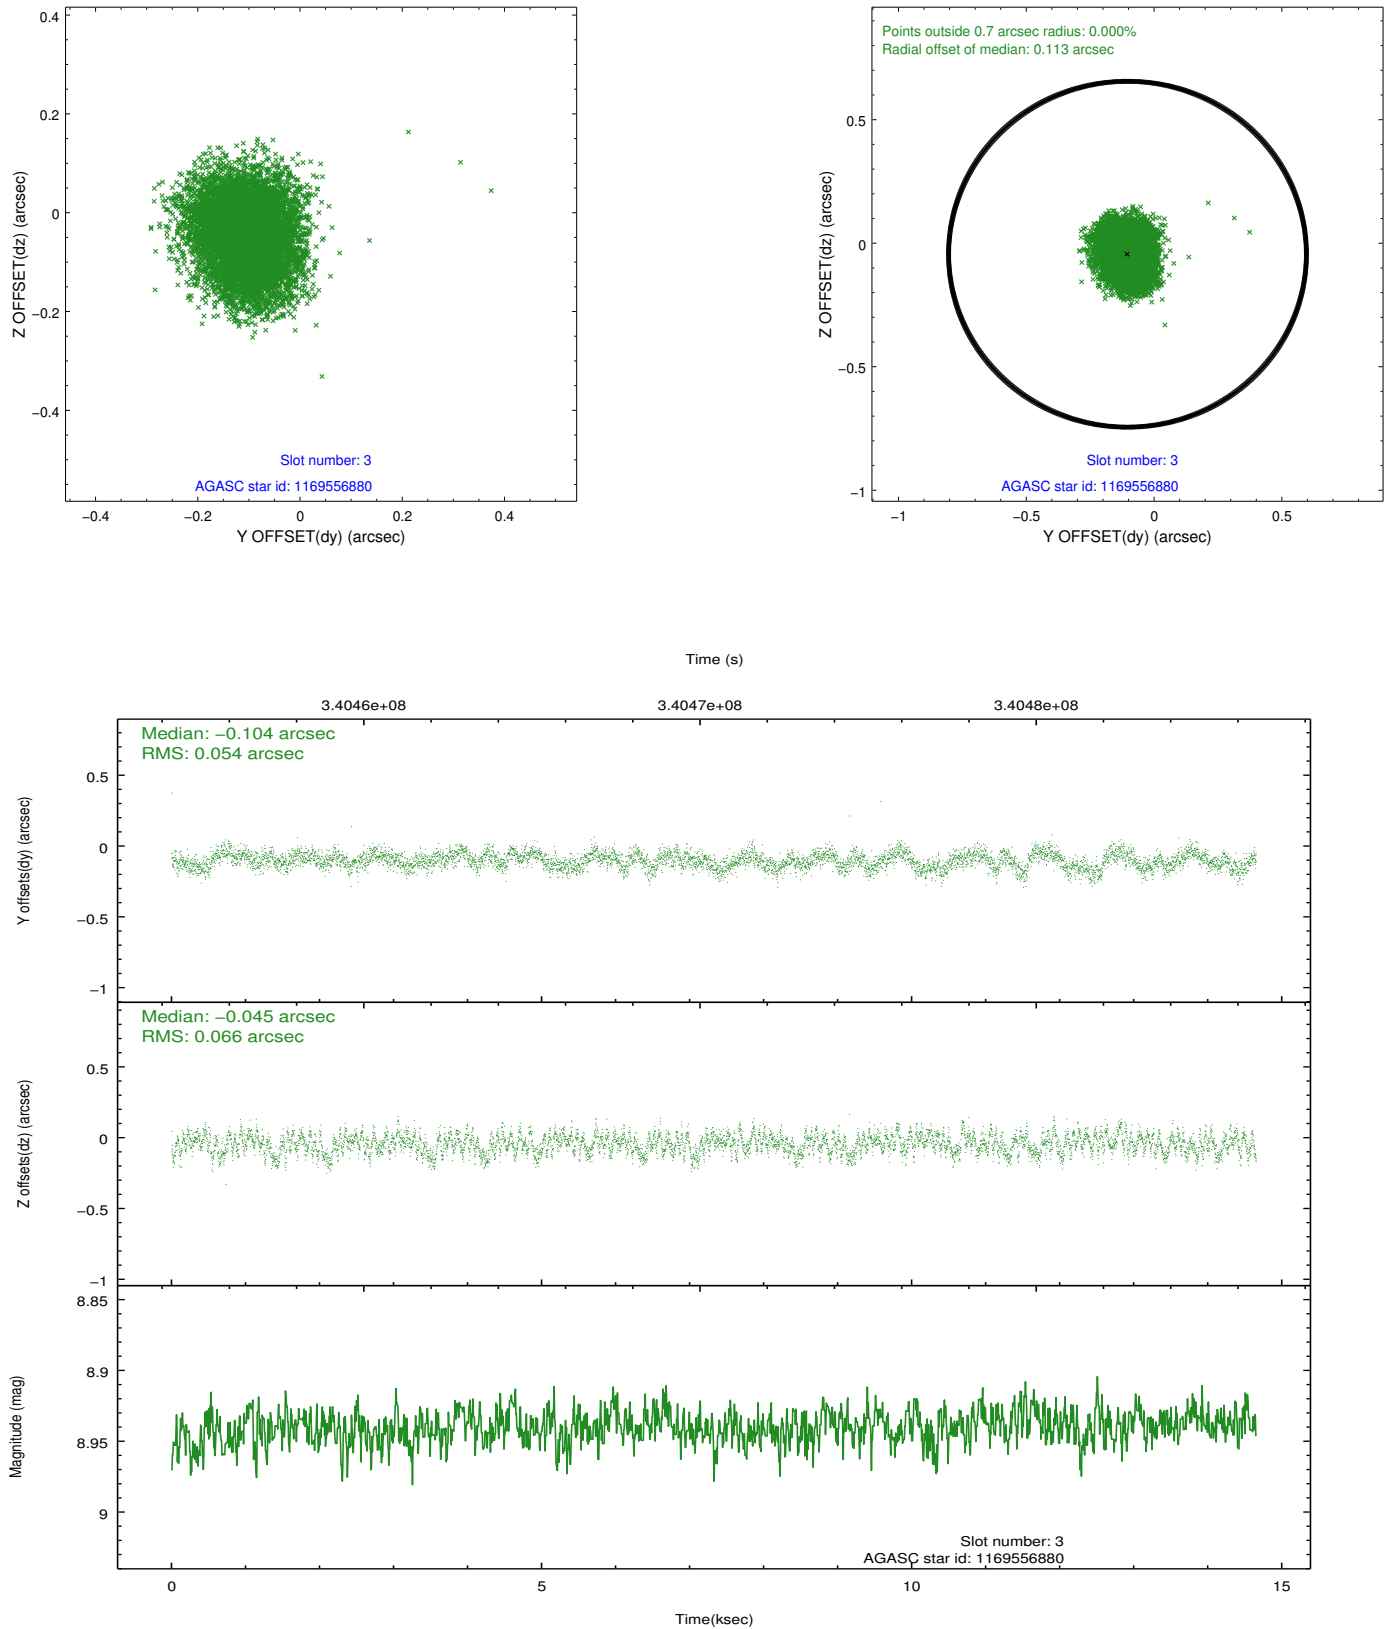 0.4
0.2
0
−0.2
−0.4
Z OFFSET(dz) (arcsec)
Slot number: 3
AGASC star id: 1169556880
−0.4 −0.2 0 0.2 0.4
Y OFFSET(dy) (arcsec)
Points outside 0.7 arcsec radius: 0.000%
Radial offset of median: 0.113 arcsec
0.5
0
−0.5
−1
Z OFFSET(dz) (arcsec)
Slot number: 3
AGASC star id: 1169556880
−1 −0.5 0 0.5
Y OFFSET(dy) (arcsec)
Time (s)
3.4046e+08 3.4047e+08 3.4048e+08
Median: −0.104 arcsec
RMS: 0.054 arcsec
0.5
0
−0.5
−1
Y offsets(dy) (arcsec)
Median: −0.045 arcsec
RMS: 0.066 arcsec
0.5
0
−0.5
−1
Z offsets(dz) (arcsec)
8.85
8.9
8.95
9
Magnitude (mag)
Slot number: 3
AGASC star id: 1169556880
0 5 10 15
Time(ksec)